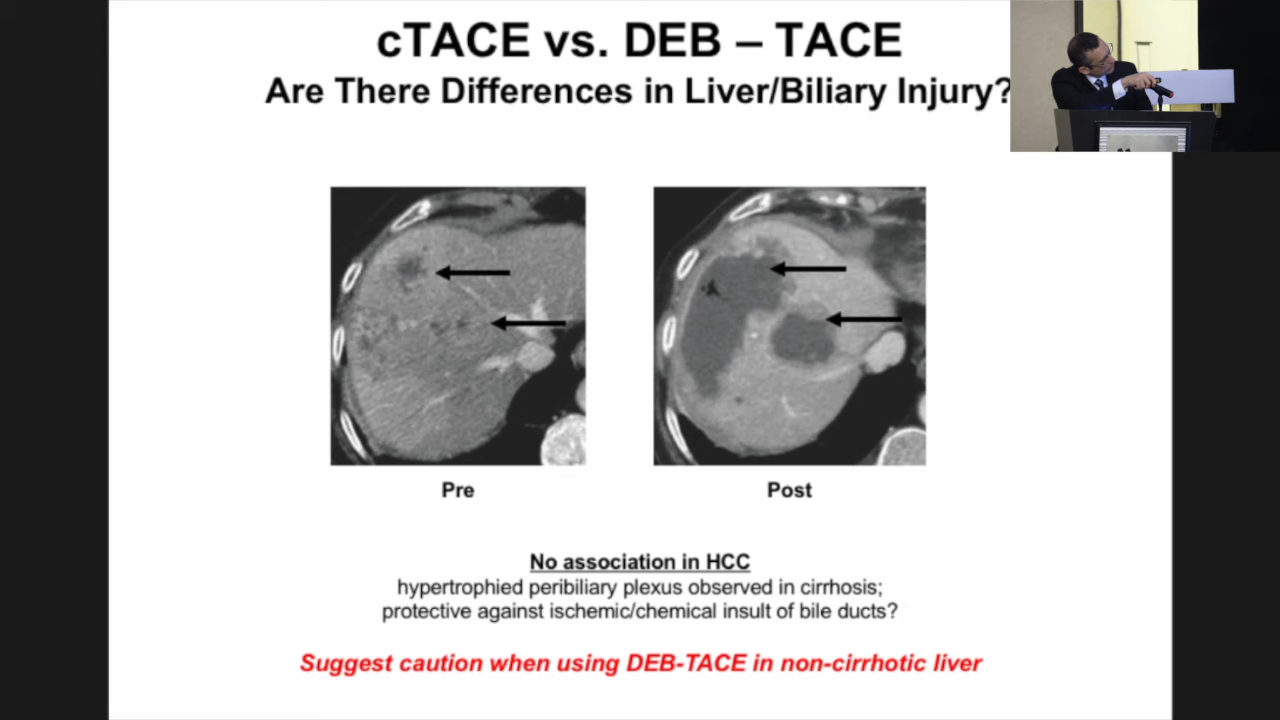 cTACE vs. DEB – TACE
Are There Differences in Liver/Biliary Injury?
Pre
Post
No association in HCC
hypertrophied peribiliary plexus observed in cirrhosis;
protective against ischemic/chemical insult of bile ducts?
Suggest caution when using DEB-TACE in non-cirrhotic liver